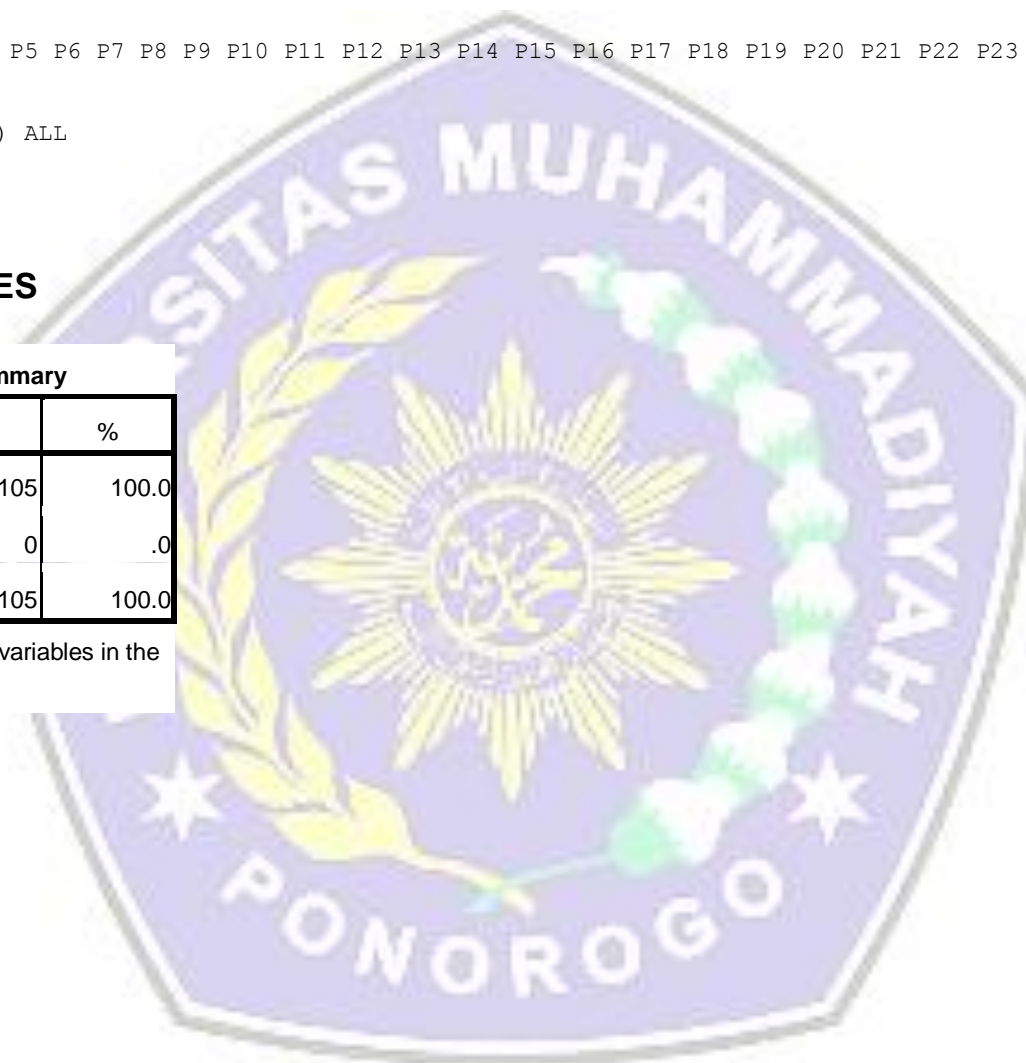 P5 P6 P7 P8 P9 P10 P11 P12 P13 P14 P15 P16 P17 P18 P19 P20 P21 P22 P23
) ALL
ES
mmary
%
105 100.0
0 .0
105 100.0
variables in the
SITAS MUHAMMADIYAH
PONOROGO